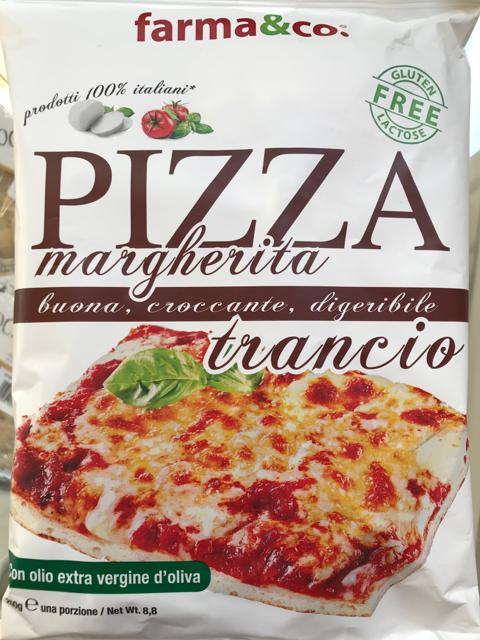 farma&co.
prodotti 100% italiani*
GLUTEN
FREE
LACTOSE
PIZZA
margherita
buona, croccante, digeribile
trancio
con olio extra vergine d'oliva
℮ una porzione / Net Wt. 8,8